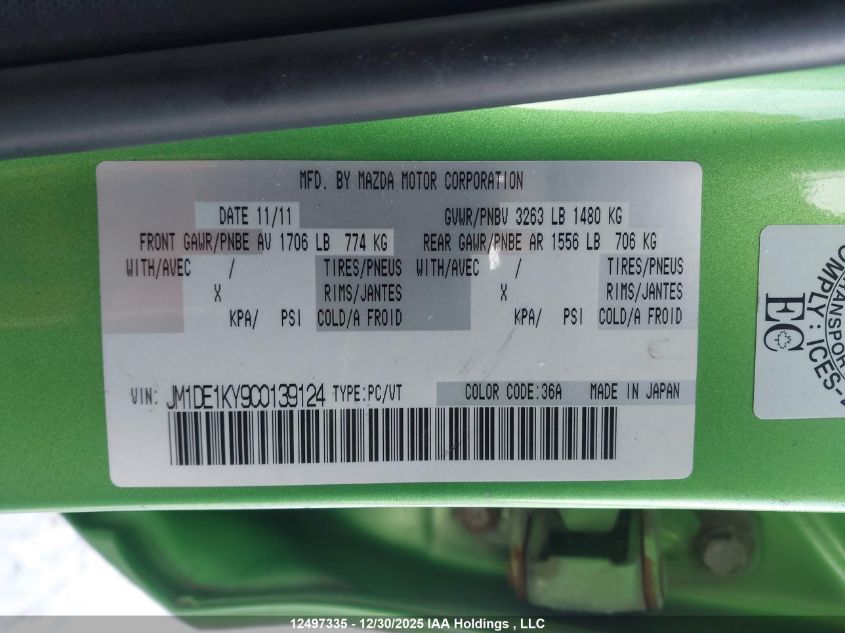 MFD. BY MAZDA MOTOR CORPORATION
DATE 11/11 GVWR/PNBV 3263 LB 1480 KG
FRONT GAWR/PNBE AV 1706 LB 774 KG REAR GAWR/PNBE AR 1556 LB 706 KG
WITH/AVEC / TIRES/PNEUS WITH/AVEC / TIRES/PNEUS
X RIMS/JANTES X RIMS/JANTES
KPA/ PSI COLD/A FROID KPA/ PSI COLD/A FROID
VIN: JM1DE1KY9C0139124 TYPE:PC/VT COLOR CODE:36A MADE IN JAPAN
EC
12497335 - 12/30/2025 IAA Holdings , LLC